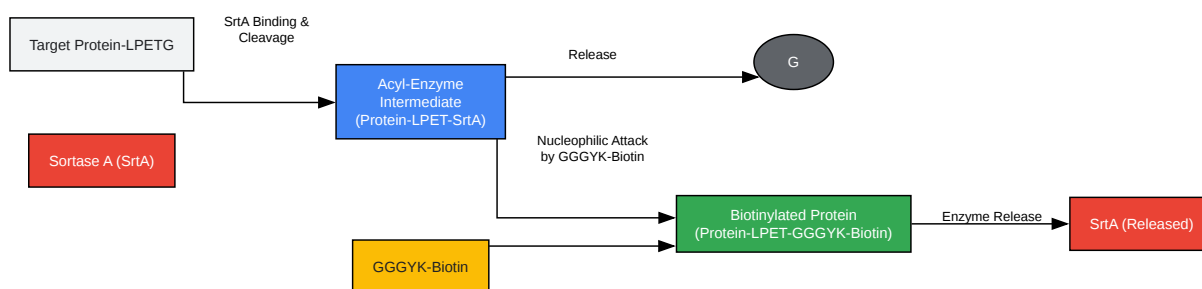 SrtA Binding &
Cleavage
Target Protein-LPETG
Release
G
Acyl-Enzyme
Intermediate
(Protein-LPET-SrtA)
Nucleophilic Attack
by GGGYK-Biotin
Sortase A (SrtA)
Biotinylated Protein
(Protein-LPET-GGGYK-Biotin)
Enzyme Release
SrtA (Released)
GGGYK-Biotin